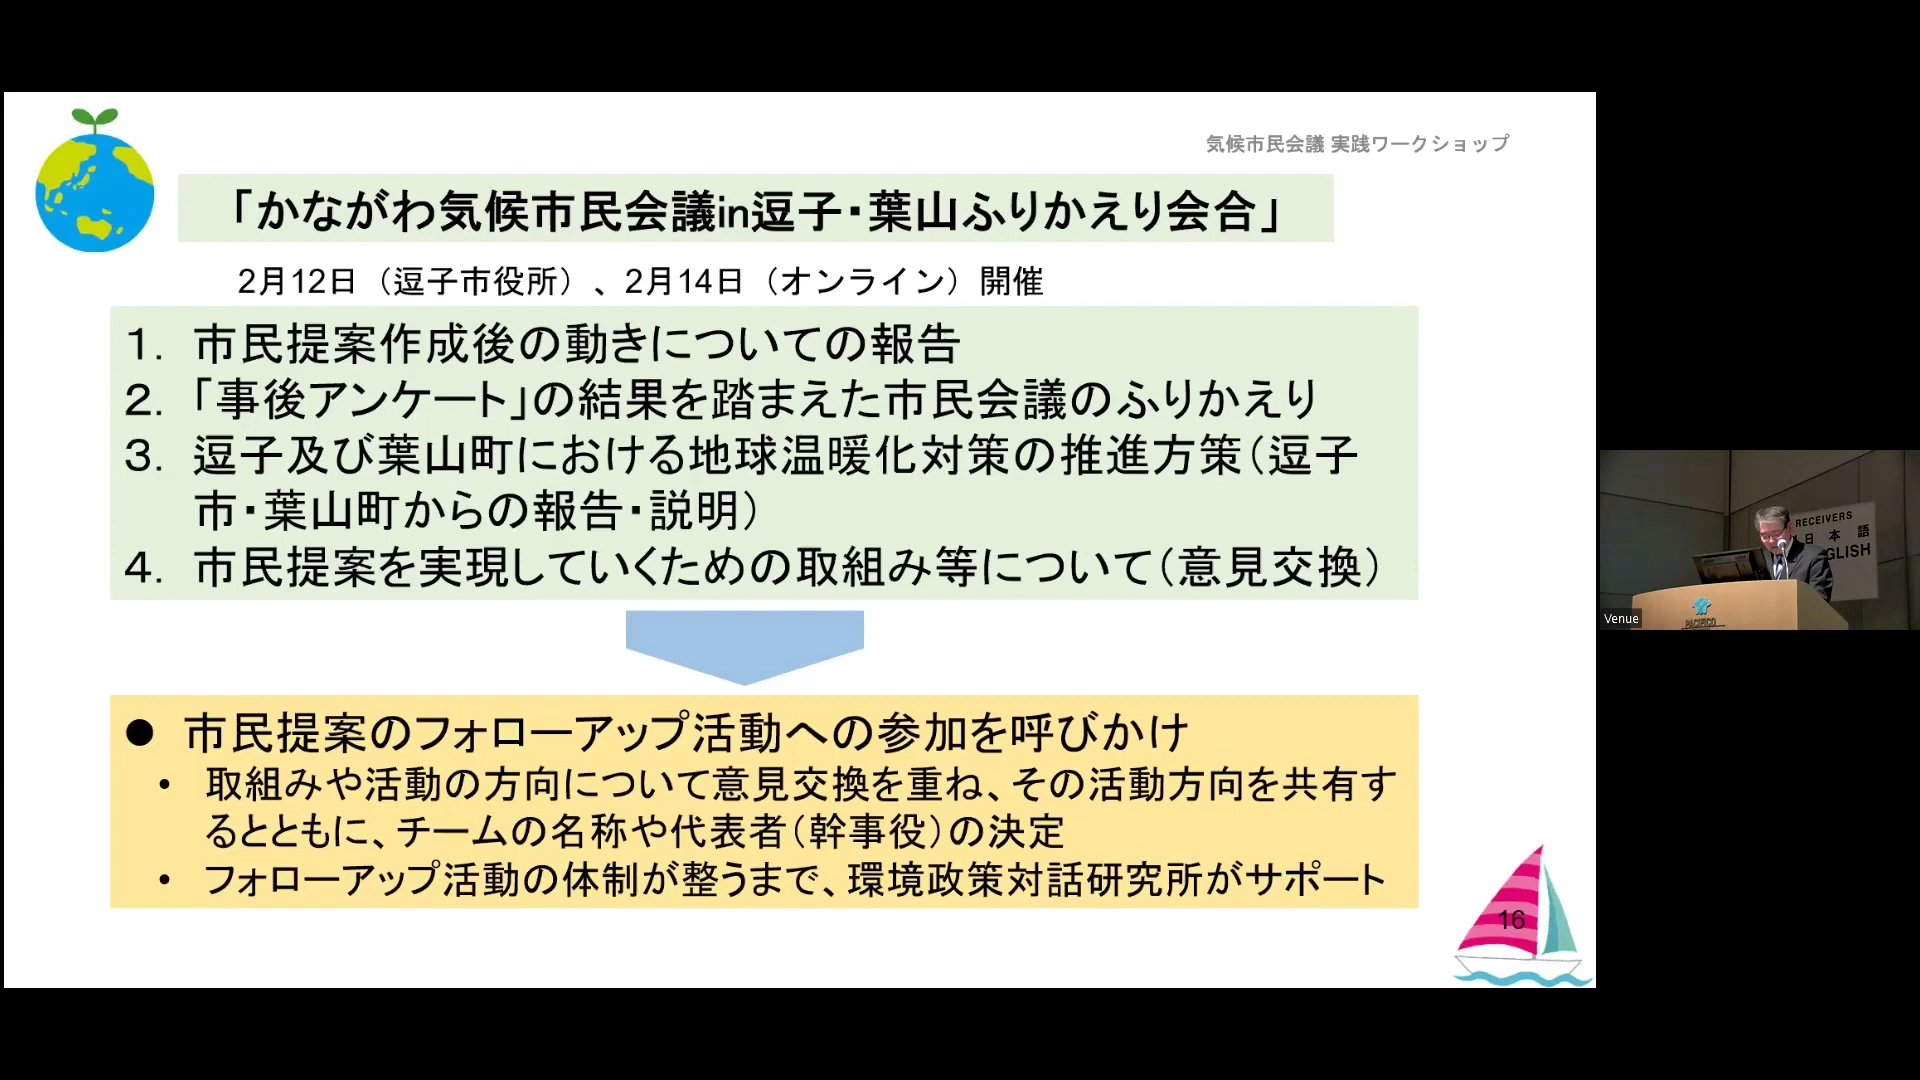 気候市民会議 実践ワークショップ
「かながわ気候市民会議in逗子・葉山ふりかえり会合」
2月12日（逗子市役所）、2月14日（オンライン）開催
1. 市民提案作成後の動きについての報告
2. 「事後アンケート」の結果を踏まえた市民会議のふりかえり
3. 逗子及び葉山町における地球温暖化対策の推進方策（逗子
市・葉山町からの報告・説明）
4. 市民提案を実現していくための取組み等について（意見交換）
● 市民提案のフォローアップ活動への参加を呼びかけ
• 取組みや活動の方向について意見交換を重ね、その活動方向を共有す
るとともに、チームの名称や代表者（幹事役）の決定
• フォローアップ活動の体制が整うまで、環境政策対話研究所がサポート
16
RECEIVERS
日本語
GLISH
PACIFICO
Venue